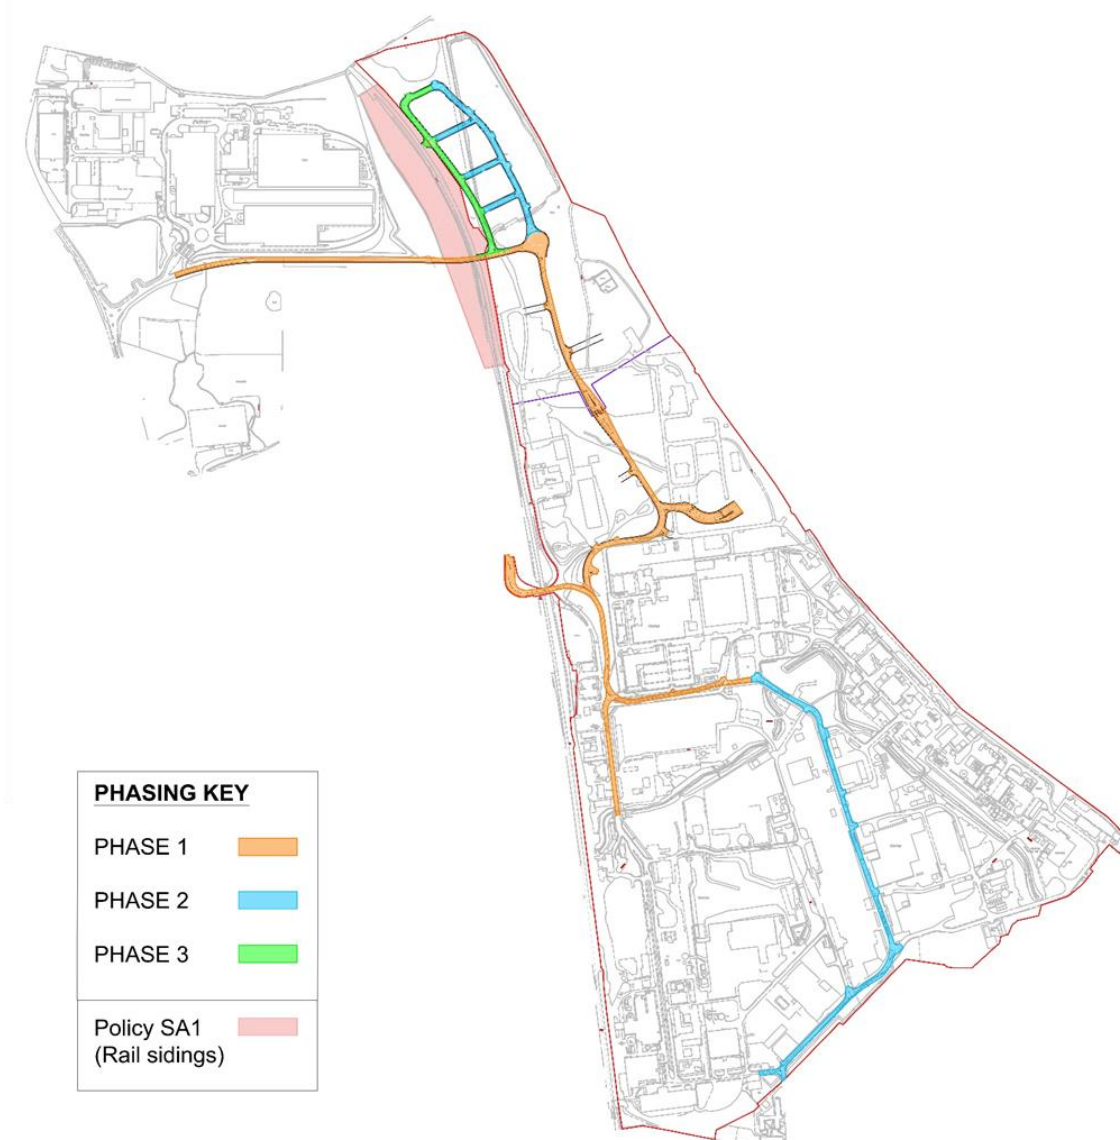 PHASING KEY
PHASE 1
PHASE 2
PHASE 3
Policy SA1
(Rail sidings)